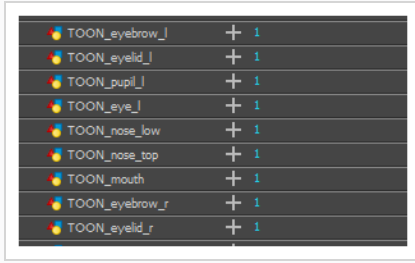 TOON_eyebrow_l 1
TOON_eyelid_l 1
TOON_pupil_l 1
TOON_eye_l 1
TOON_nose_low 1
TOON_nose_top 1
TOON_mouth 1
TOON_eyebrow_r 1
TOON_eyelid_r 1